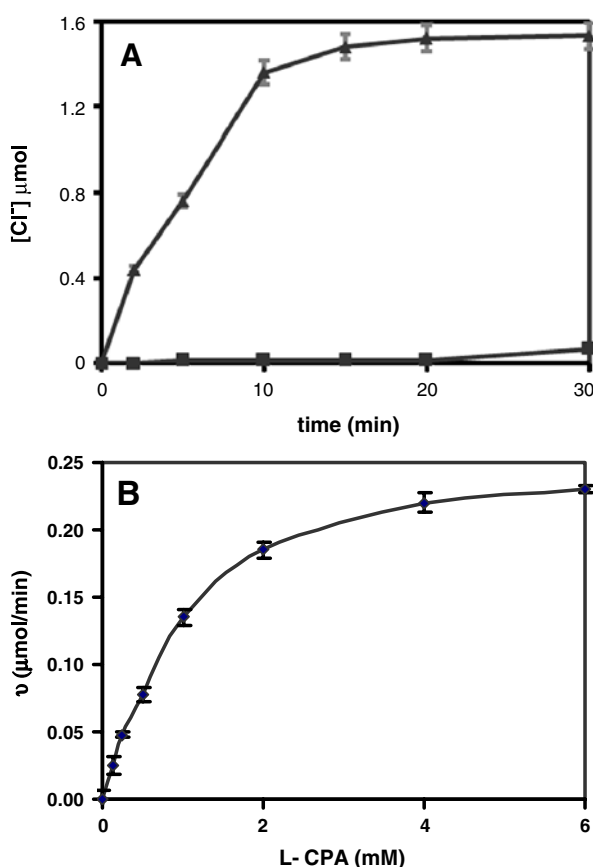 A
1.6
1.2
0.8
0.4
0
[Cl⁻] µmol
0 10 20 30
time (min)
B
0.25
0.20
0.15
0.10
0.05
0.00
υ (µmol/min)
0 2 4 6
L- CPA (mM)